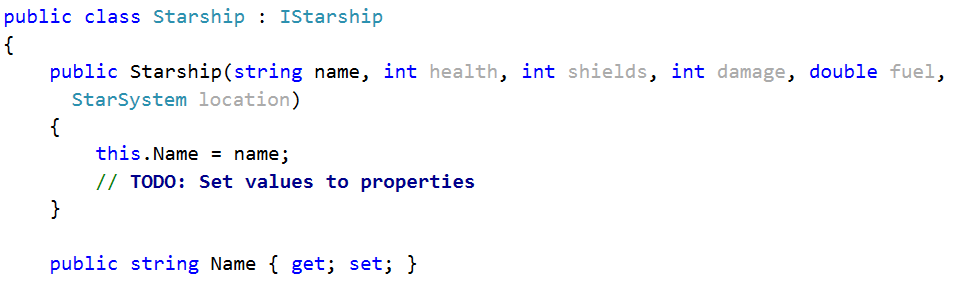 public class Starship : IStarship
{
    public Starship(string name, int health, int shields, int damage, double fuel,
      StarSystem location)
    {
        this.Name = name;
        // TODO: Set values to properties
    }

    public string Name { get; set; }